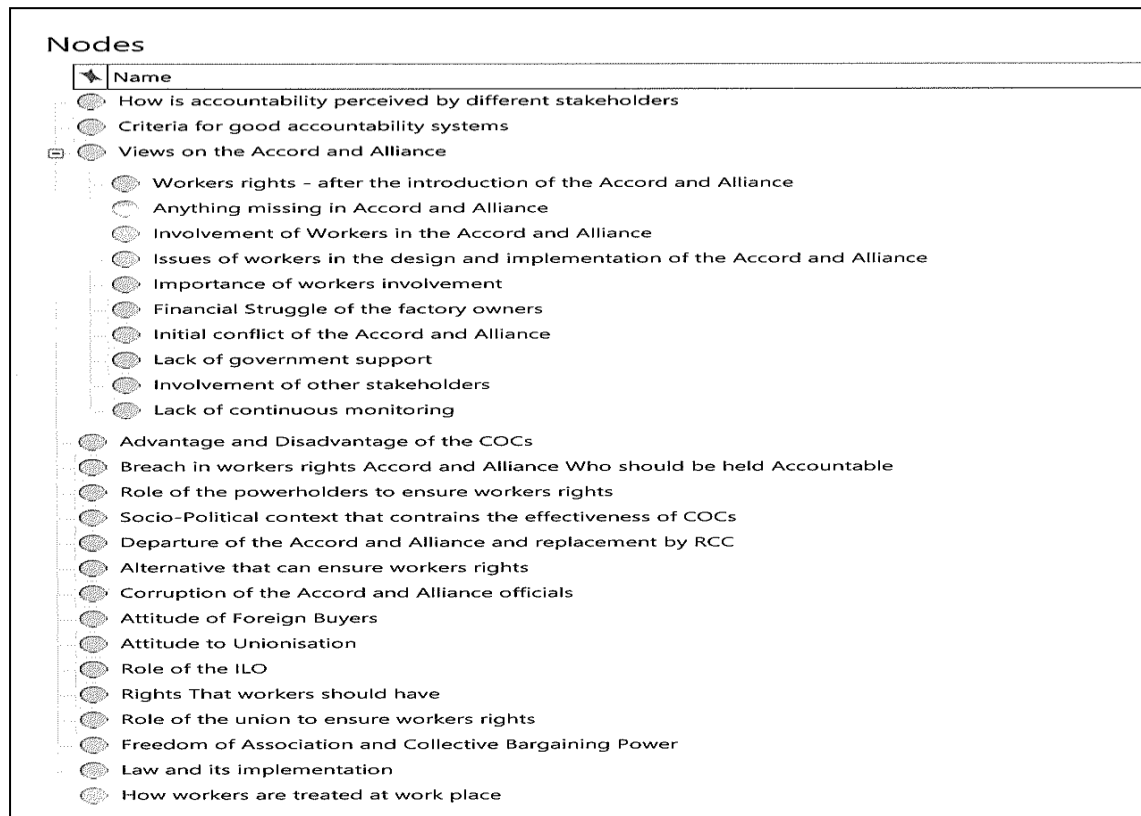 Nodes
Name
How is accountability perceived by different stakeholders
Criteria for good accountability systems
Views on the Accord and Alliance
Workers rights - after the introduction of the Accord and Alliance
Anything missing in Accord and Alliance
Involvement of Workers in the Accord and Alliance
Issues of workers in the design and implementation of the Accord and Alliance
Importance of workers involvement
Financial Struggle of the factory owners
Initial conflict of the Accord and Alliance
Lack of government support
Involvement of other stakeholders
Lack of continuous monitoring
Advantage and Disadvantage of the COCs
Breach in workers rights Accord and Alliance Who should be held Accountable
Role of the powerholders to ensure workers rights
Socio-Political context that contrains the effectiveness of COCs
Departure of the Accord and Alliance and replacement by RCC
Alternative that can ensure workers rights
Corruption of the Accord and Alliance officials
Attitude of Foreign Buyers
Attitude to Unionisation
Role of the ILO
Rights That workers should have
Role of the union to ensure workers rights
Freedom of Association and Collective Bargaining Power
Law and its implementation
How workers are treated at work place